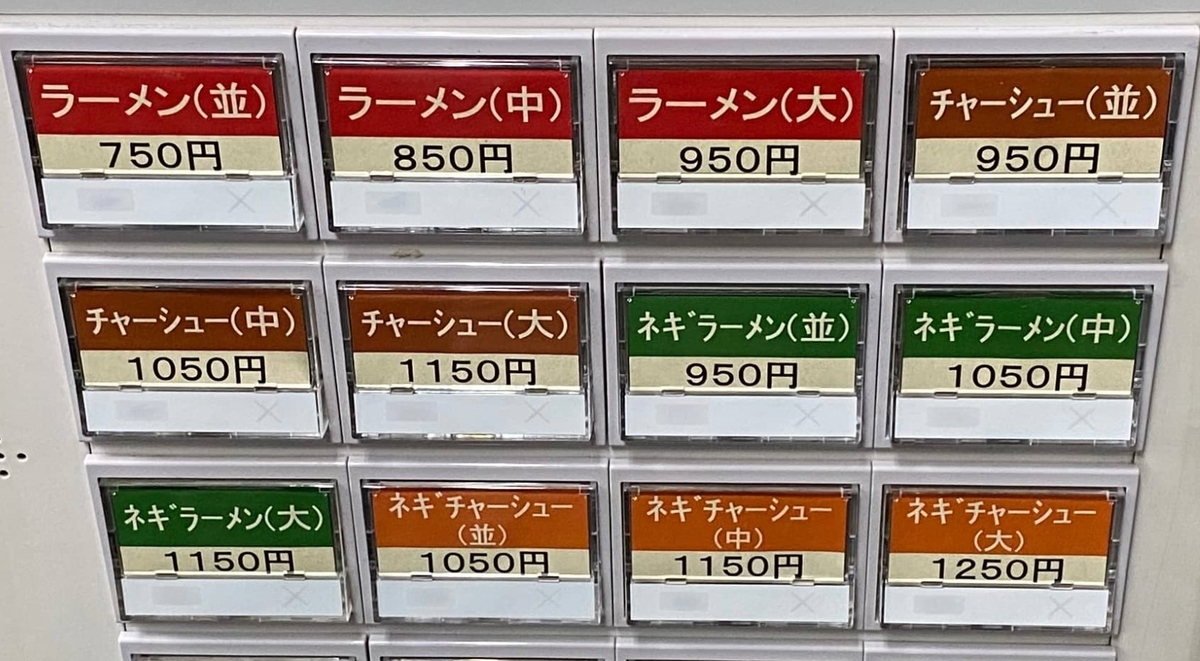 ラーメン(並)
750円
ラーメン(中)
850円
ラーメン(大)
950円
チャーシュー(並)
950円
チャーシュー(中)
1050円
チャーシュー(大)
1150円
ネギラーメン(並)
950円
ネギラーメン(中)
1050円
ネギラーメン(大)
1150円
ネギチャーシュー
(並)
1050円
ネギチャーシュー
(中)
1150円
ネギチャーシュー
(大)
1250円